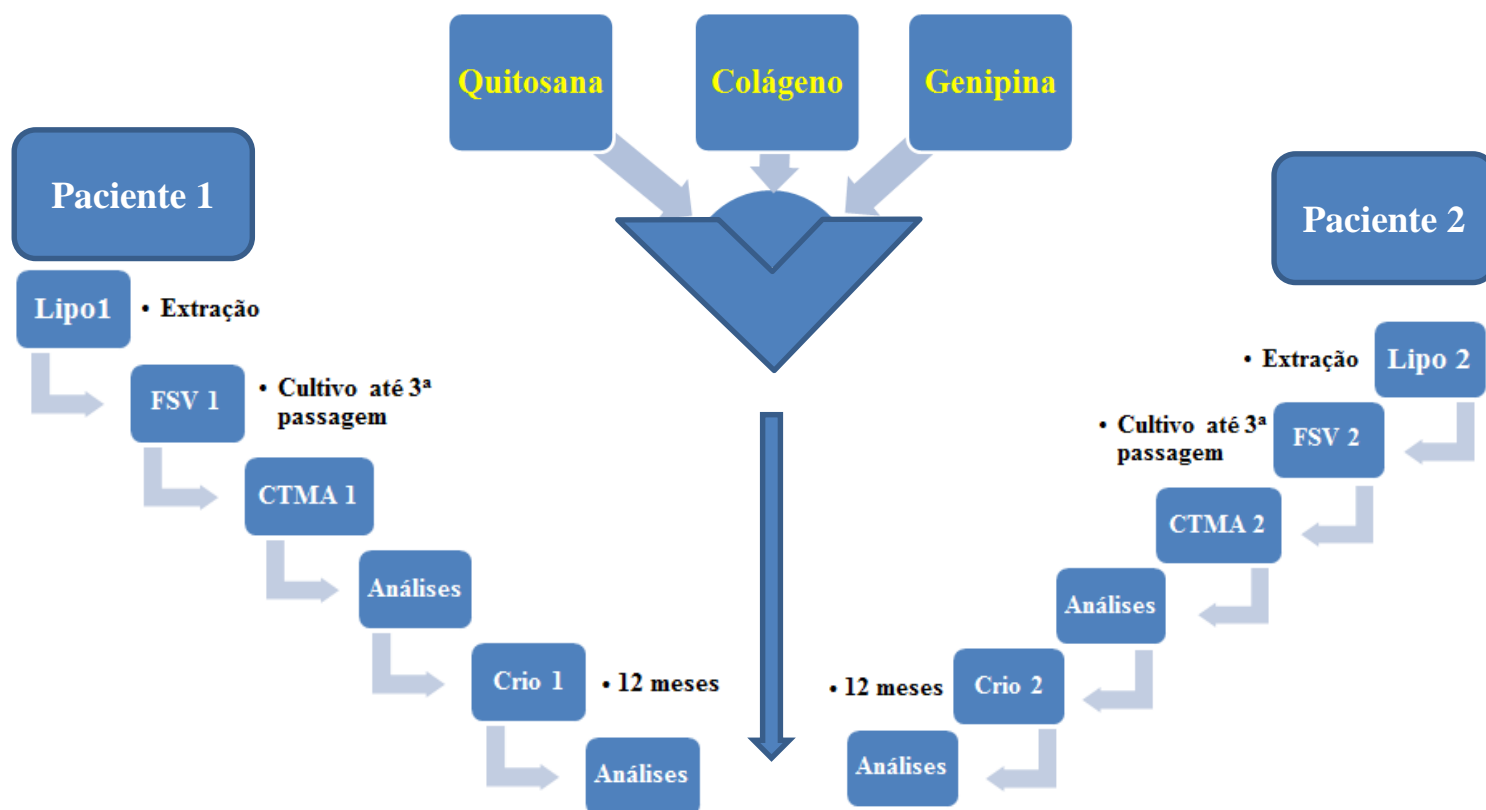 Quitosana
Colágeno
Genipina
Paciente 1
Lipo1
• Extração
FSV 1
• Cultivo até 3ª
passagem
CTMA 1
Análises
Crio 1
• 12 meses
Análises
Paciente 2
• Extração
Lipo 2
• Cultivo até 3ª
passagem
FSV 2
CTMA 2
Análises
• 12 meses
Crio 2
Análises